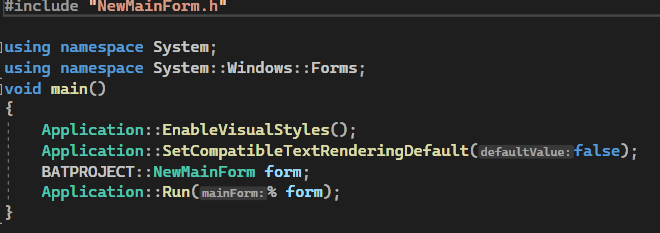 #include "NewMainForm.h"
using namespace System;
using namespace System::Windows::Forms;
void main()
{
Application::EnableVisualStyles();
Application::SetCompatibleTextRenderingDefault(defaultValue:false);
BATPROJECT::NewMainForm form;
Application::Run(mainForm:% form);
}